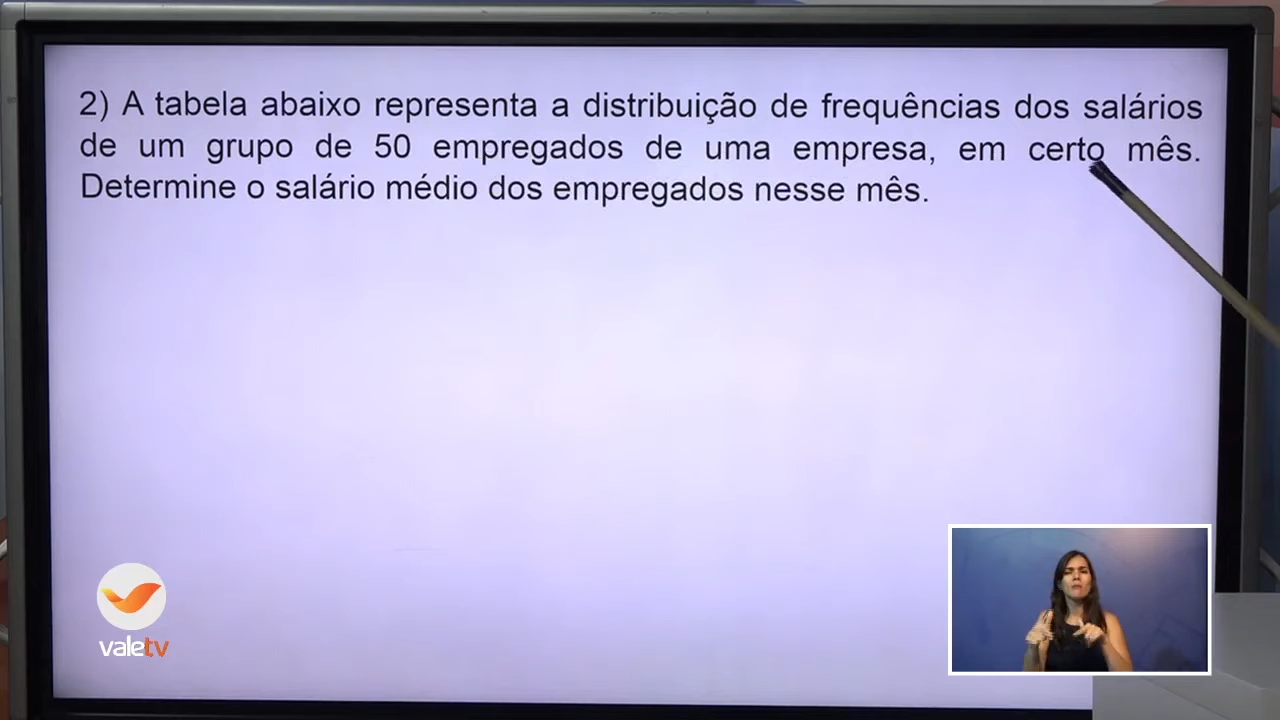 2) A tabela abaixo representa a distribuição de frequências dos salários
de um grupo de 50 empregados de uma empresa, em certo mês.
Determine o salário médio dos empregados nesse mês.
valetv